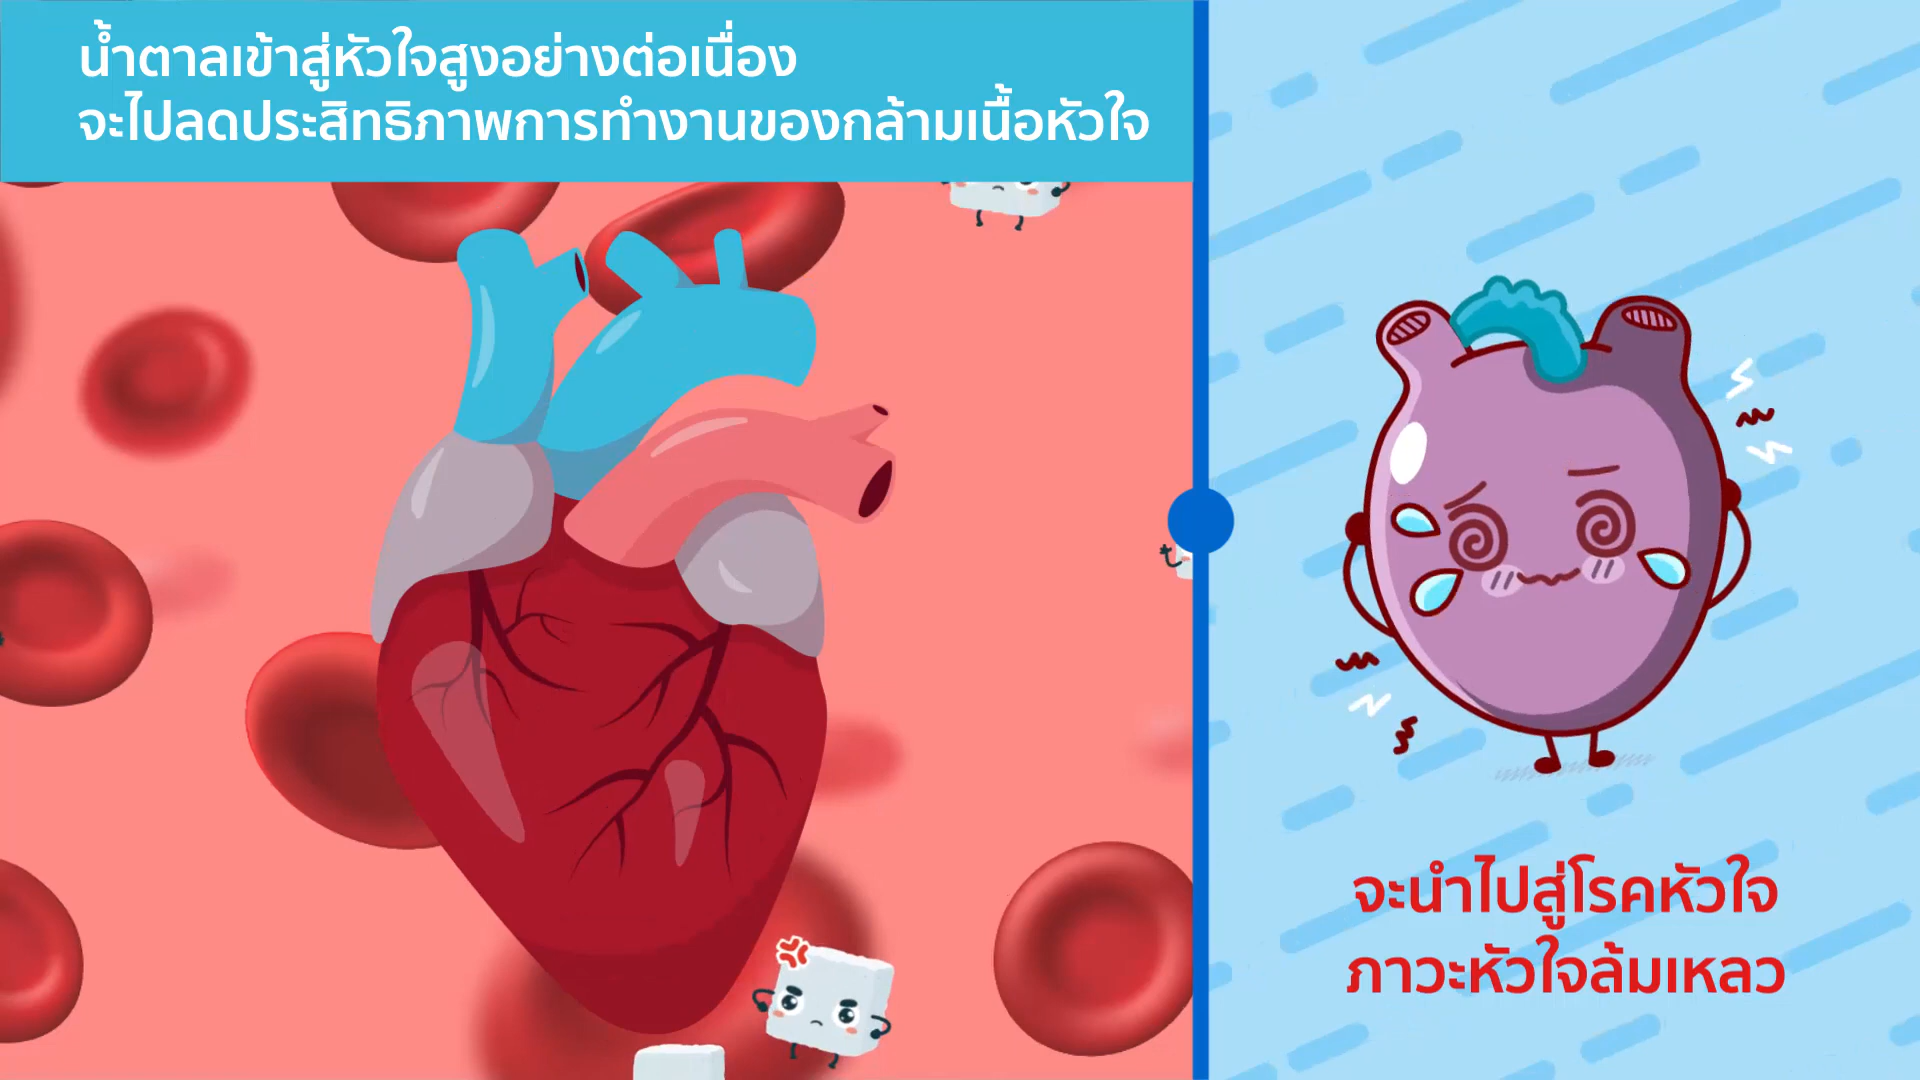 น้ำตาลเข้าสู่หัวใจสูงอย่างต่อเนื่อง
จะไปลดประสิทธิภาพการทำงานของกล้ามเนื้อหัวใจ
จะนำไปสู่โรคหัวใจ
ภาวะหัวใจล้มเหลว